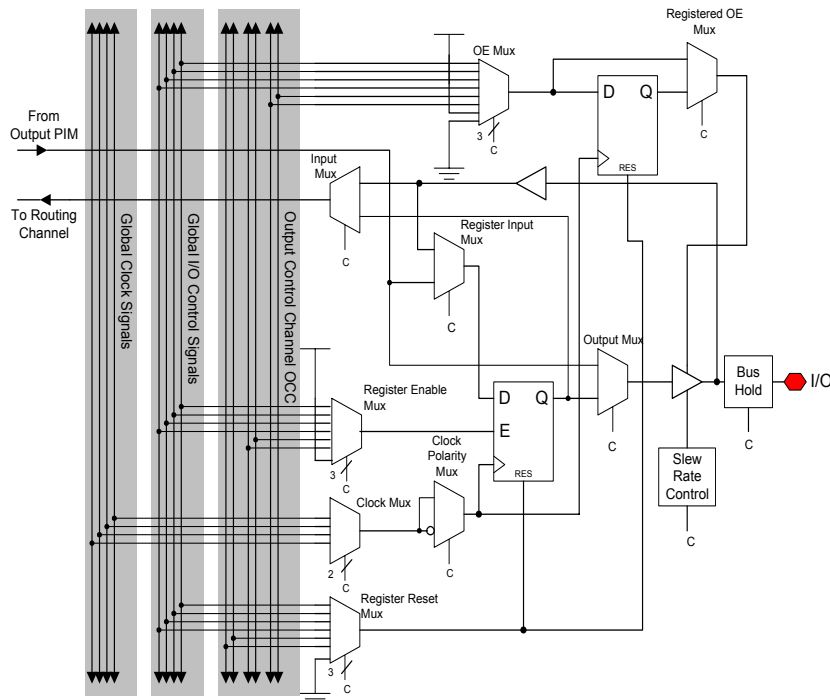 Registered OE
Mux
OE Mux
D
Q
RES
3
C
C
From
Output PIM
Input
Mux
To Routing
Channel
C
Register Input
Mux
C
Global Clock Signals
Global I/O Control Signals
Output Control Channel OCC
Output Mux
C
I/O
Bus
Hold
C
Register Enable
Mux
3
C
D
Q
E
RES
Clock
Polarity
Mux
C
Slew
Rate
Control
C
Clock Mux
2
C
Register Reset
Mux
3
C